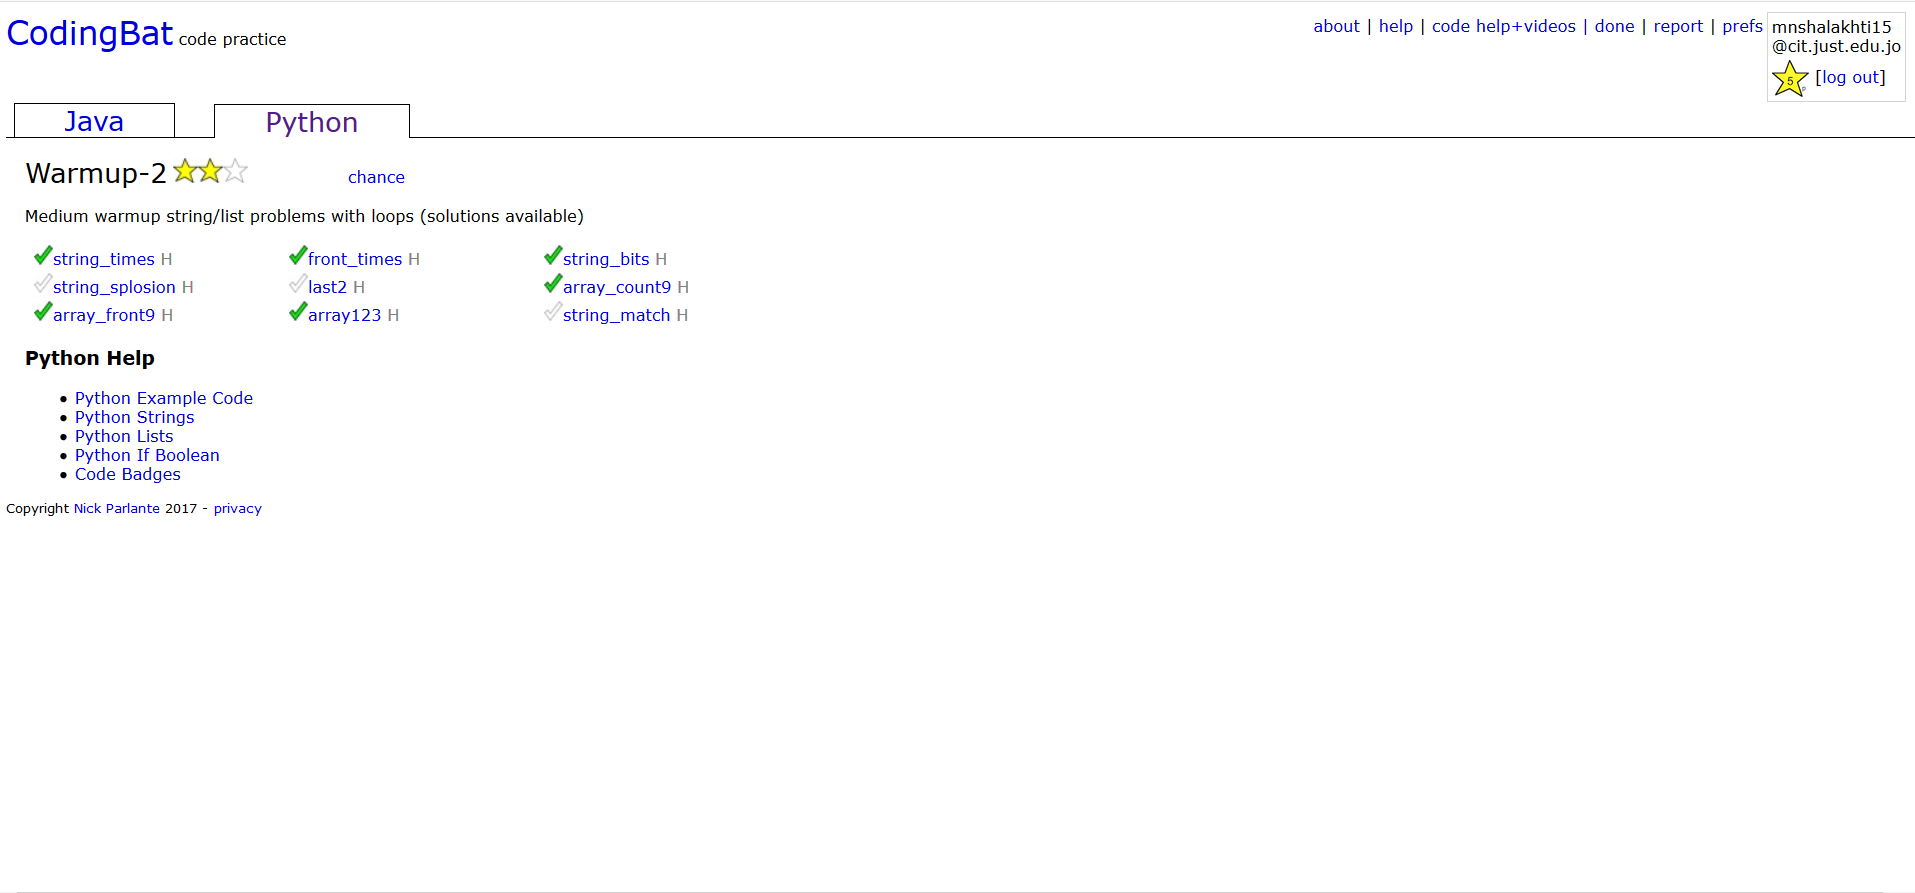 CodingBat code practice
about | help | code help+videos | done | report | prefs
mnshalakhti15
@cit.just.edu.jo
5 [log out]
Java Python
Warmup-2 chance
Medium warmup string/list problems with loops (solutions available)
string_times H front_times H string_bits H
string_splosion H last2 H array_count9 H
array_front9 H array123 H string_match H
Python Help
• Python Example Code
• Python Strings
• Python Lists
• Python If Boolean
• Code Badges
Copyright Nick Parlante 2017 - privacy